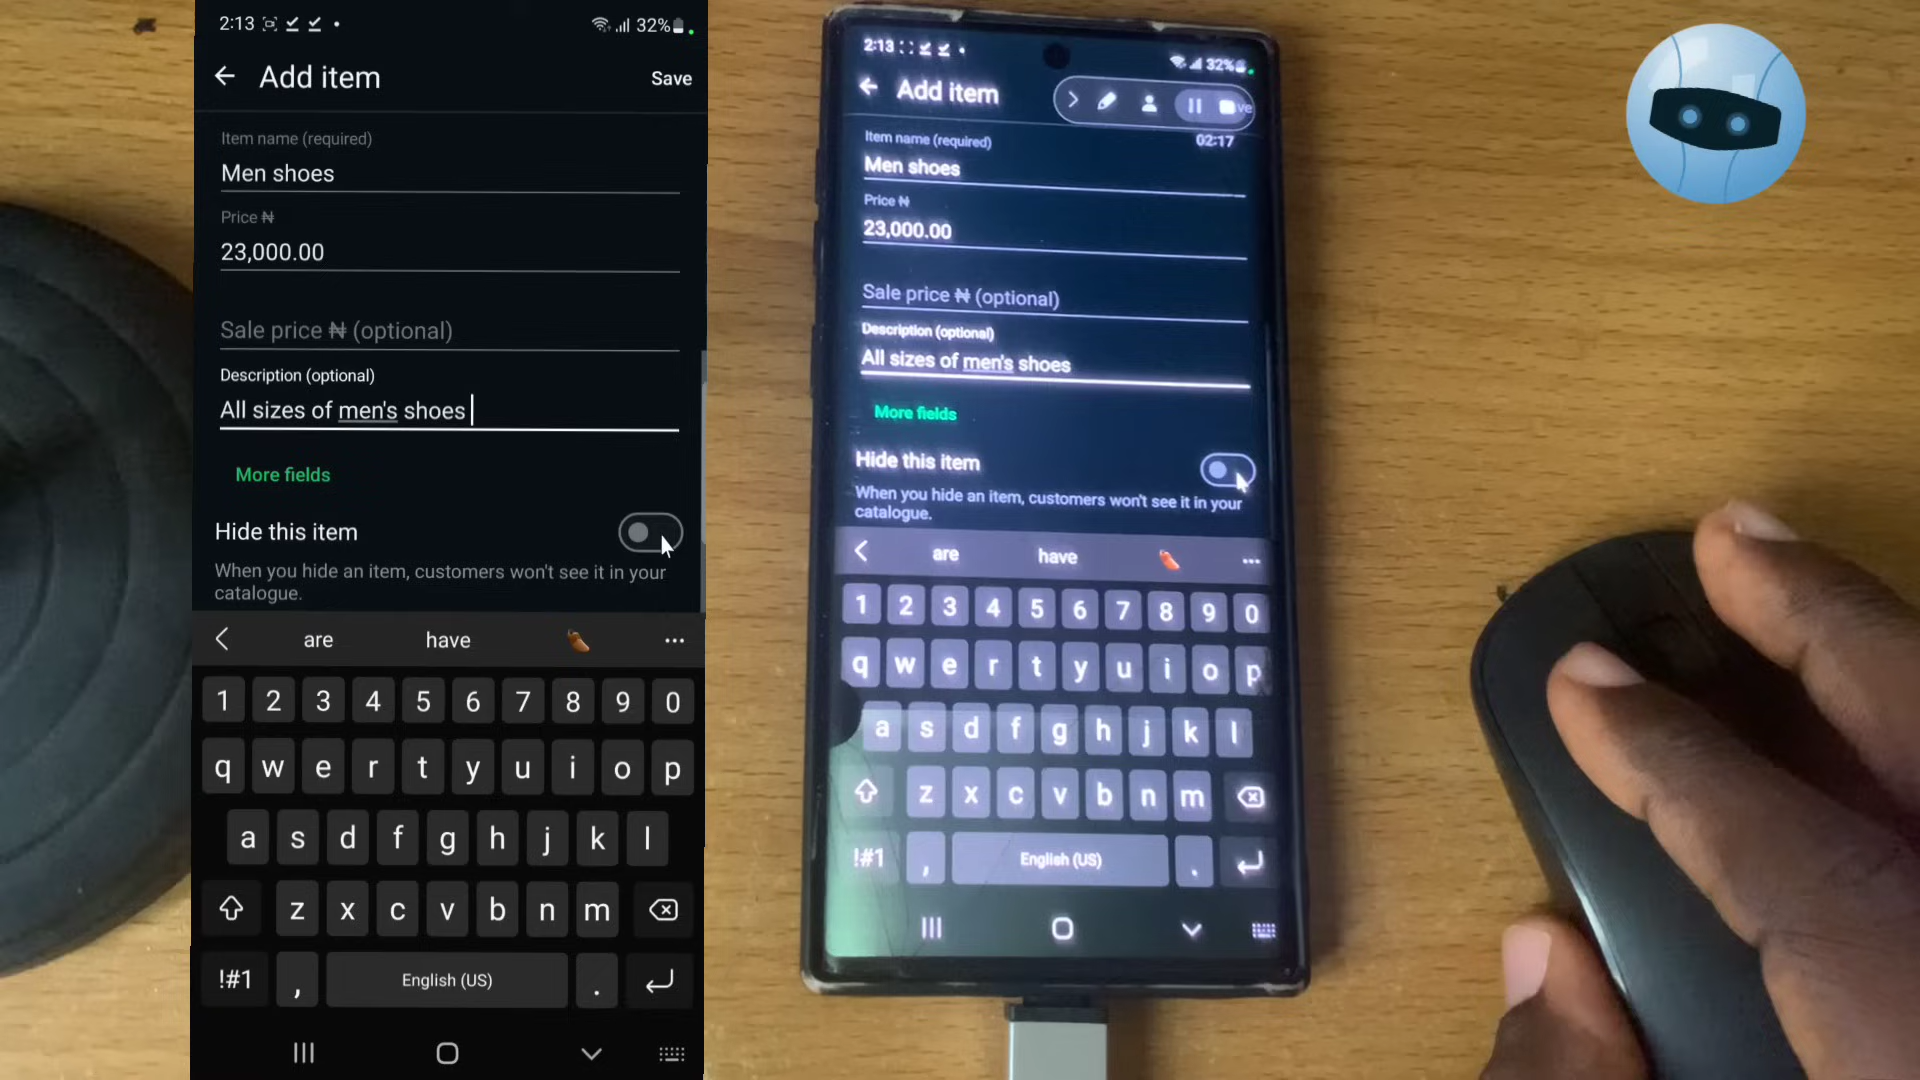 2:13
32%
Add item
Save
Item name (required)
Men shoes
Price ₦
23,000.00
Sale price ₦ (optional)
Description (optional)
All sizes of men's shoes
More fields
Hide this item
When you hide an item, customers won't see it in your
catalogue.
are have
1 2 3 4 5 6 7 8 9 0
q w e r t y u i o p
a s d f g h j k l
z x c v b n m
!#1 , English (US) .
2:13
32%
Add item
ve
02:17
Item name (required)
Men shoes
Price ₦
23,000.00
Sale price ₦ (optional)
Description (optional)
All sizes of men's shoes
More fields
Hide this item
When you hide an item, customers won't see it in your
catalogue.
are have
1 2 3 4 5 6 7 8 9 0
q w e r t y u i o p
a s d f g h j k l
z x c v b n m
!#1 , English (US) .